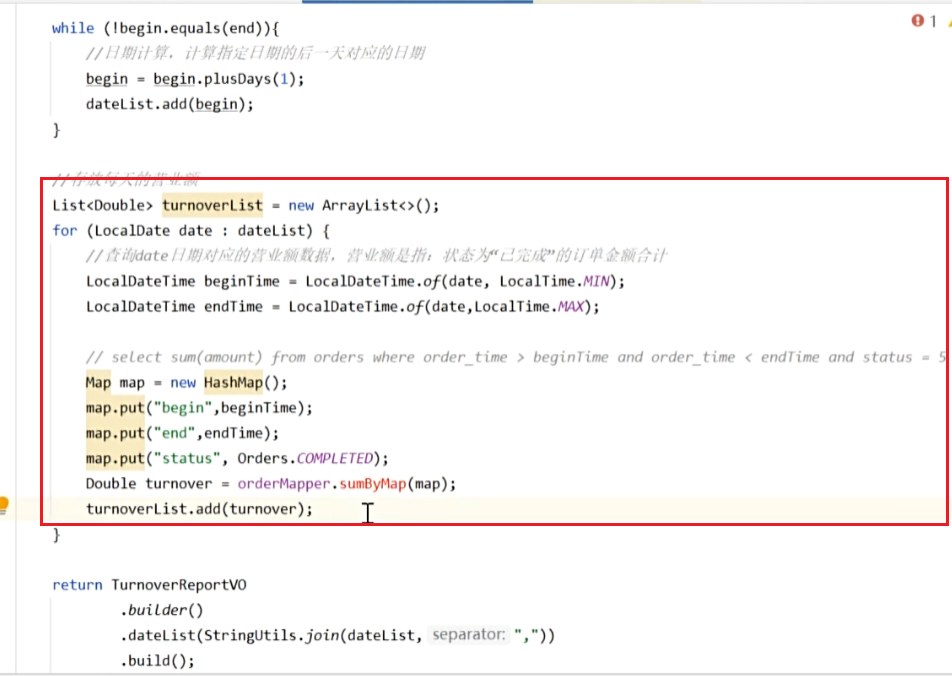 1
while (!begin.equals(end)){
//日期计算，计算指定日期的后一天对应的日期
begin = begin.plusDays(1);
dateList.add(begin);
}
//存放每天的营业额
List<Double> turnoverList = new ArrayList<>();
for (LocalDate date : dateList) {
//查询date日期对应的营业额数据，营业额是指：状态为“已完成”的订单金额合计
LocalDateTime beginTime = LocalDateTime.of(date, LocalTime.MIN);
LocalDateTime endTime = LocalDateTime.of(date,LocalTime.MAX);
// select sum(amount) from orders where order_time > beginTime and order_time < endTime and status = 5
Map map = new HashMap();
map.put("begin",beginTime);
map.put("end",endTime);
map.put("status", Orders.COMPLETED);
Double turnover = orderMapper.sumByMap(map);
turnoverList.add(turnover);
}
return TurnoverReportVO
.builder()
.dateList(StringUtils.join(dateList, separator: ","))
.build();